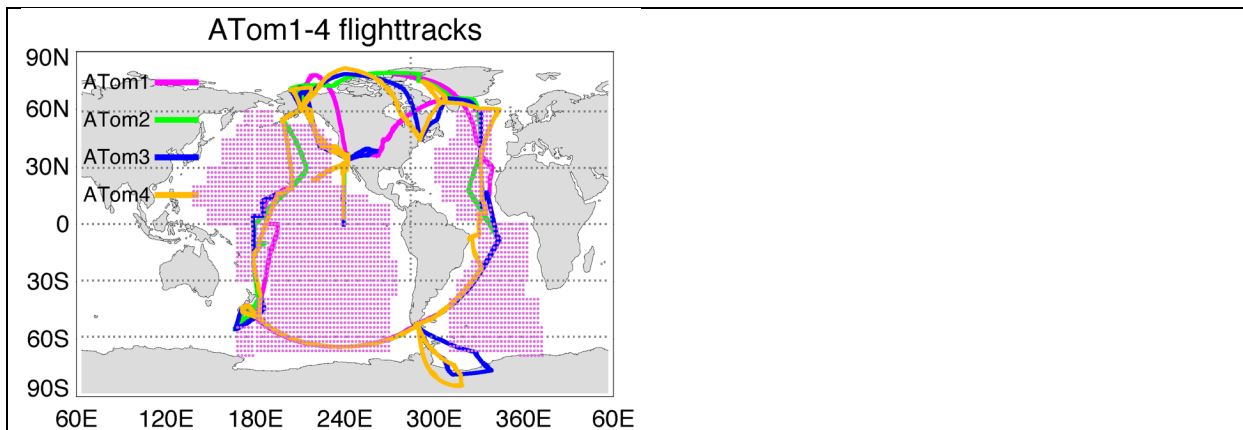 ATom1-4 flighttracks
90N
ATom1
60N
ATom2
30N
ATom3
ATom4
0
30S
60S
90S
60E 120E 180E 240E 300E 360E 60E